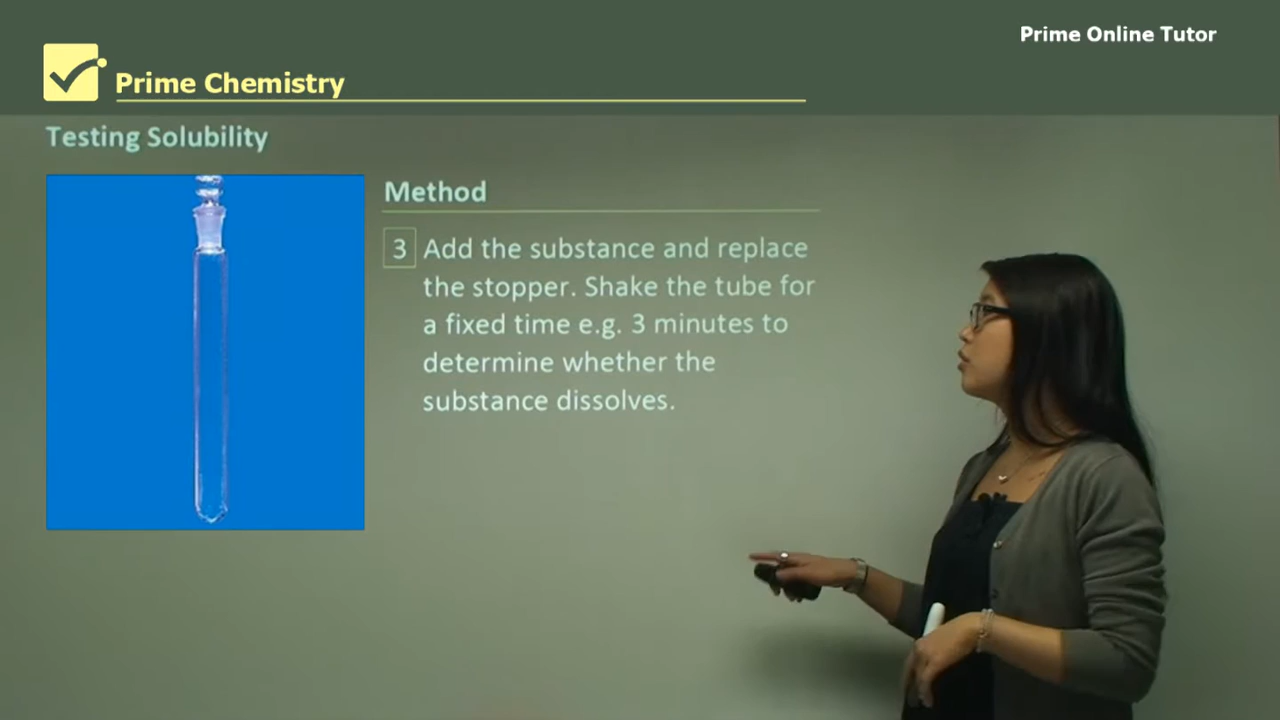 Prime Online Tutor
Prime Chemistry
Testing Solubility
Method
3 Add the substance and replace
the stopper. Shake the tube for
a fixed time e.g. 3 minutes to
determine whether the
substance dissolves.